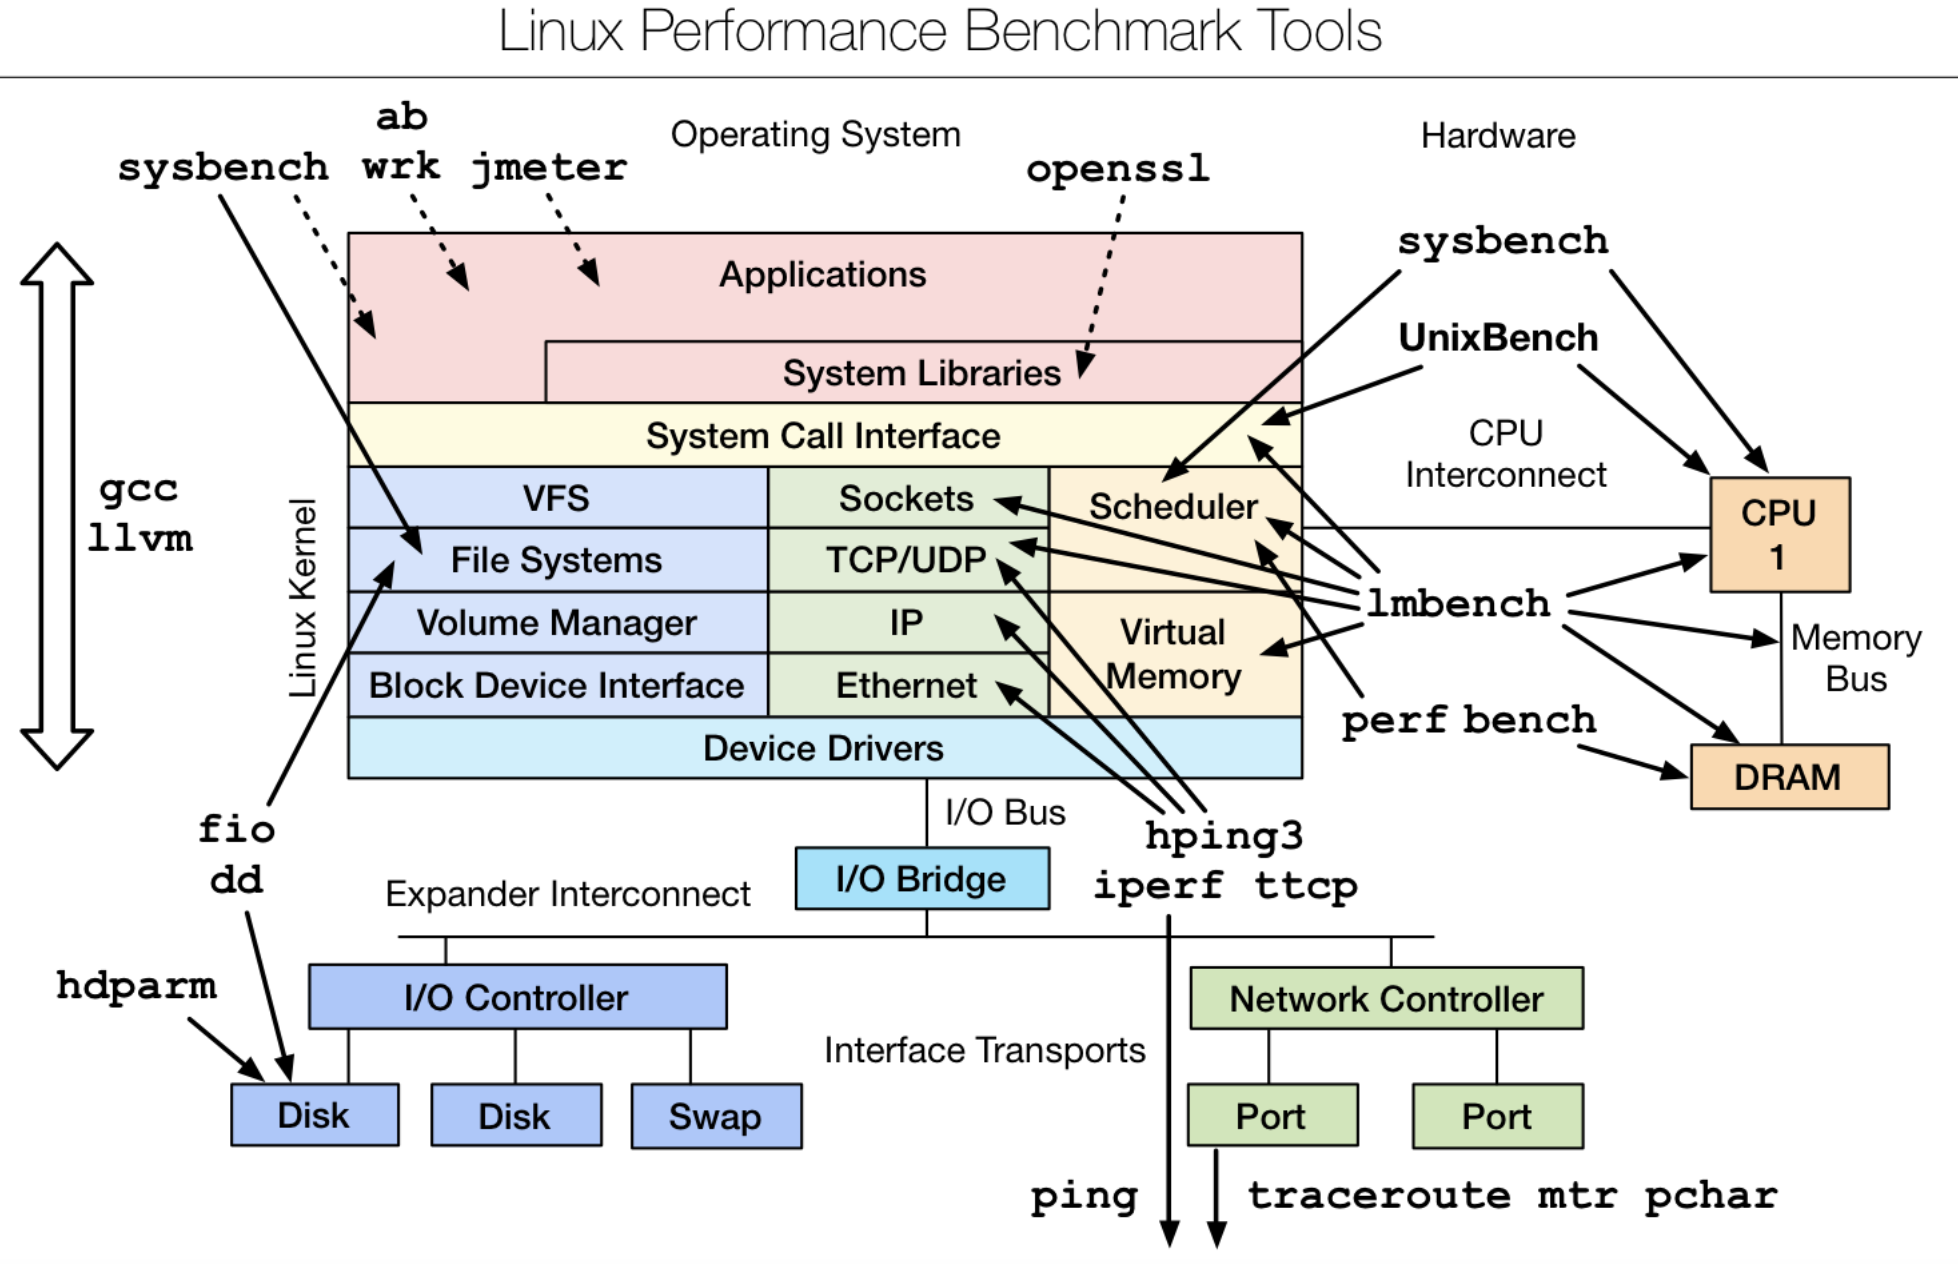 Linux Performance Benchmark Tools
Operating System
Hardware
ab
sysbench wrk jmeter
openssl
sysbench
UnixBench
Applications
System Libraries
System Call Interface
CPU
Interconnect
gcc
llvm
Linux Kernel
VFS
Sockets
Scheduler
File Systems
TCP/UDP
Volume Manager
IP
Virtual
Memory
Block Device Interface
Ethernet
Device Drivers
CPU
1
lmbench
Memory
Bus
perf bench
DRAM
fio
dd
I/O Bus
hping3
iperf ttcp
I/O Bridge
Expander Interconnect
hdparm
I/O Controller
Network Controller
Interface Transports
Disk
Disk
Swap
Port
Port
ping
traceroute mtr pchar